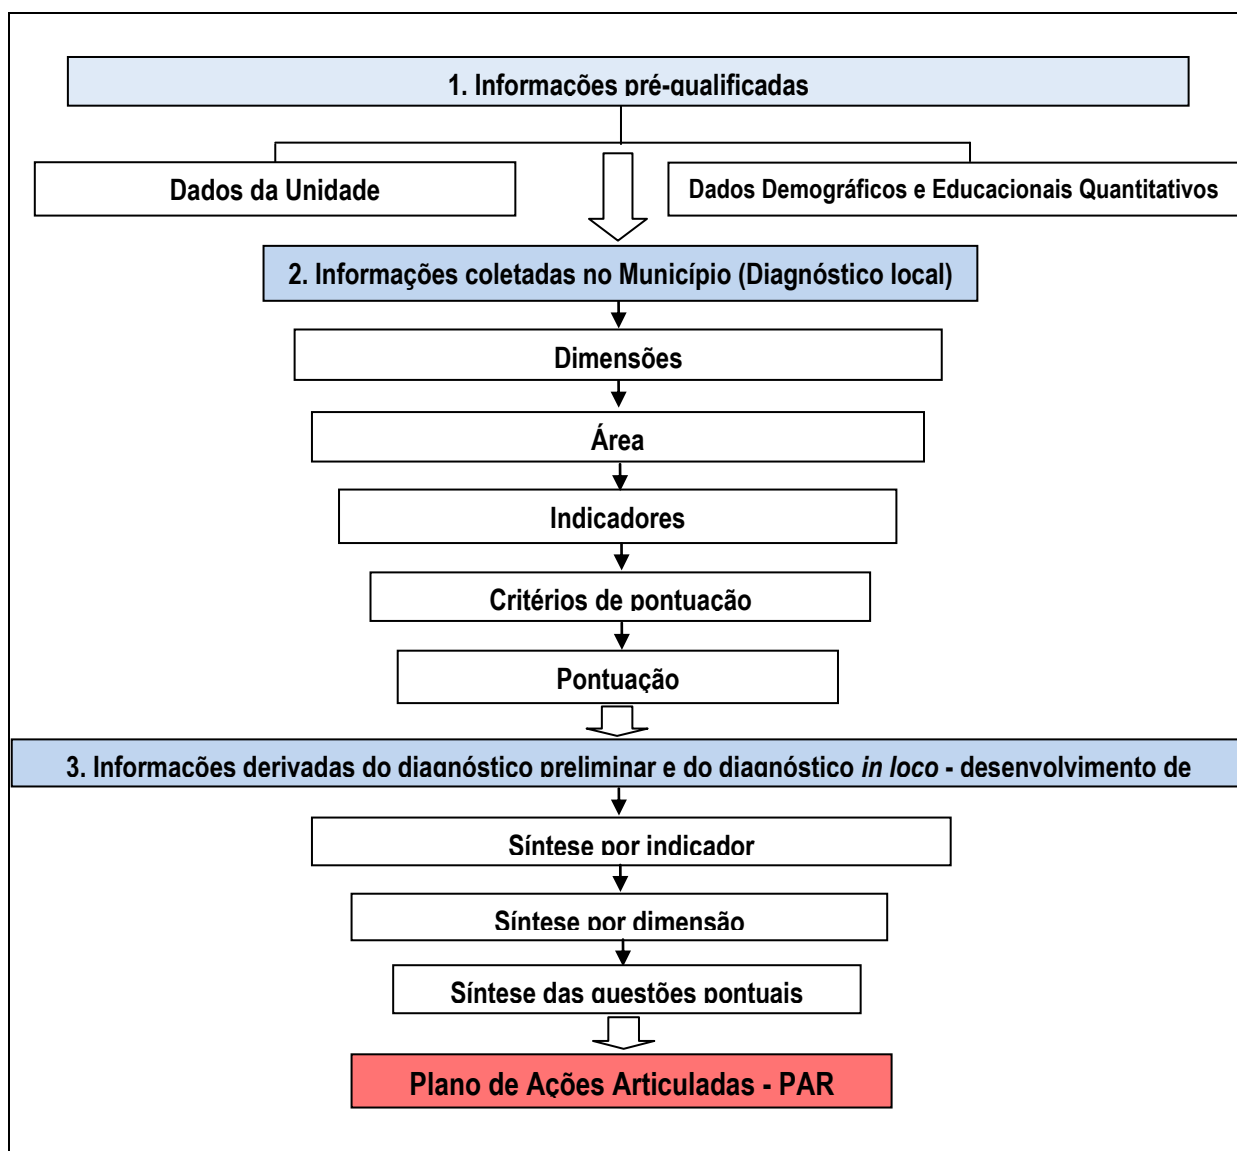 1. Informações pré-qualificadas
Dados da Unidade
Dados Demográficos e Educacionais Quantitativos
2. Informações coletadas no Município (Diagnóstico local)
Dimensões
Área
Indicadores
Critérios de pontuação
Pontuação
3. Informações derivadas do diagnóstico preliminar e do diagnóstico in loco - desenvolvimento de
Síntese por indicador
Síntese por dimensão
Síntese das questões pontuais
Plano de Ações Articuladas - PAR